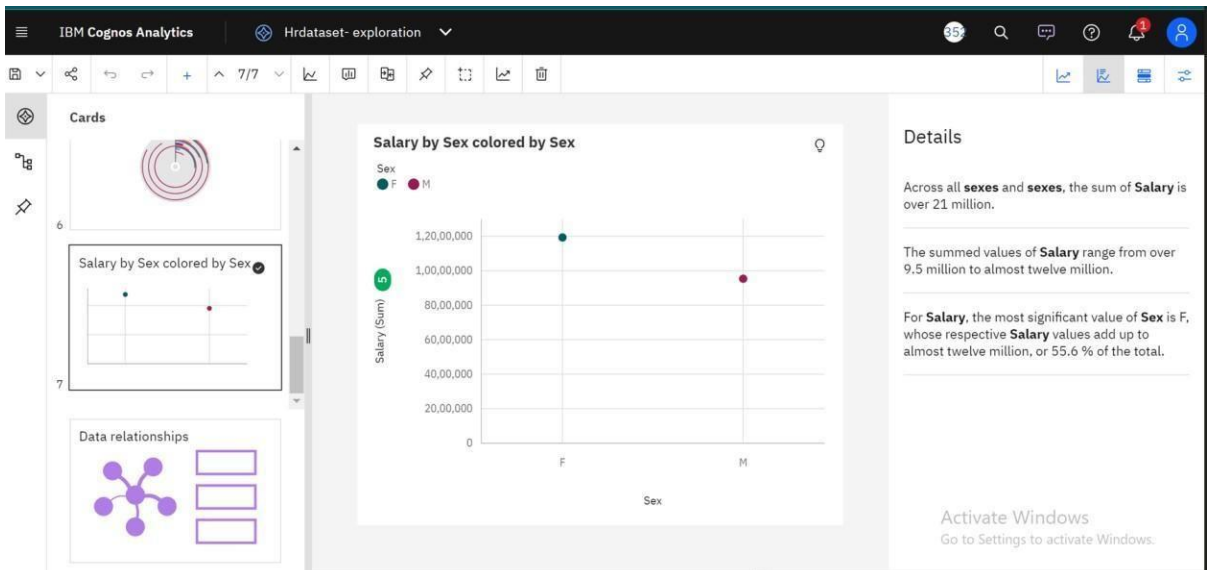 IBM Cognos Analytics
Hrdataset- exploration
1
7/7
Cards
6
Salary by Sex colored by Sex
7
Data relationships
Salary by Sex colored by Sex
Sex
F M
Salary (Sum) 5
1,20,00,000
1,00,00,000
80,00,000
60,00,000
40,00,000
20,00,000
0
F M
Sex
Details
Across all sexes and sexes, the sum of Salary is
over 21 million.
The summed values of Salary range from over
9.5 million to almost twelve million.
For Salary, the most significant value of Sex is F,
whose respective Salary values add up to
almost twelve million, or 55.6 % of the total.
Activate Windows
Go to Settings to activate Windows.